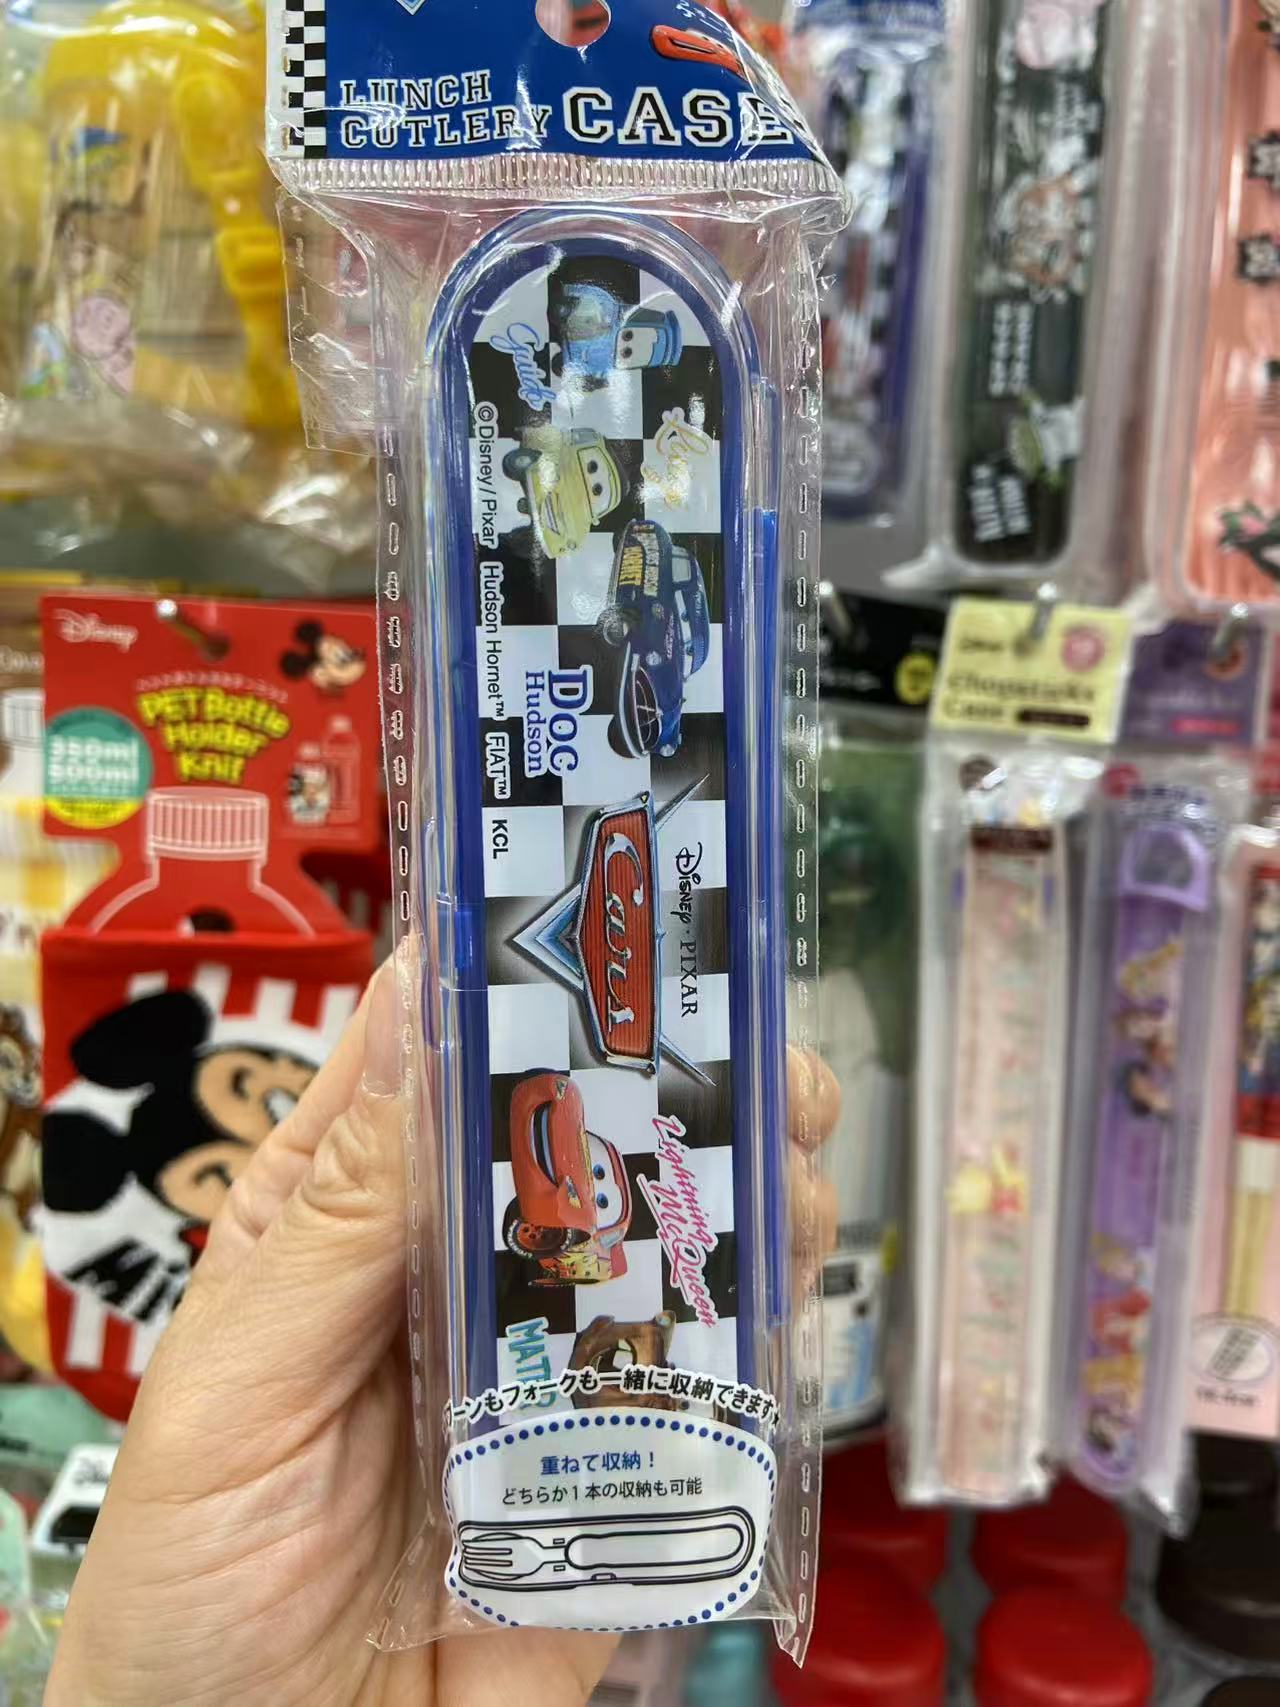 LUNCH
CUTLERY CASE
Guido
Luigi
©Disney/Pixar Hudson Hornet™ FIAT™ KCL
HORNET
Doc
Hudson
Disney·PIXAR
Cars
Lightning
McQueen
MATER
ーンもフォークも一緒に収納できます
重ねて収納!
どちらか1本の収納も可能
Disney
PET Bottle
Holder
Knit
350ml
500ml
Chopsticks
Case